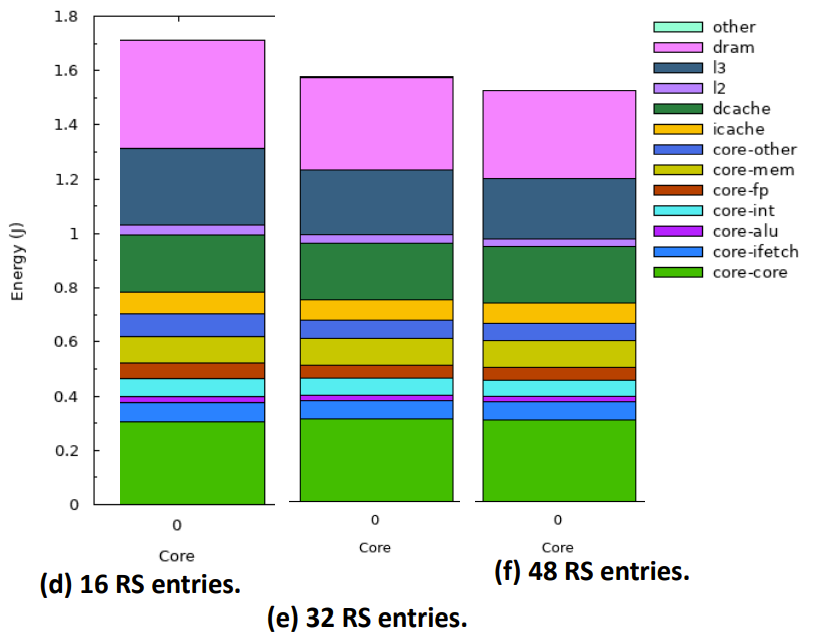 1.8
1.6
1.4
1.2
1
0.8
0.6
0.4
0.2
0
Energy (J)
other
dram
l3
l2
dcache
icache
core-other
core-mem
core-fp
core-int
core-alu
core-ifetch
core-core
0
Core
0
Core
0
Core
(d) 16 RS entries.
(e) 32 RS entries.
(f) 48 RS entries.